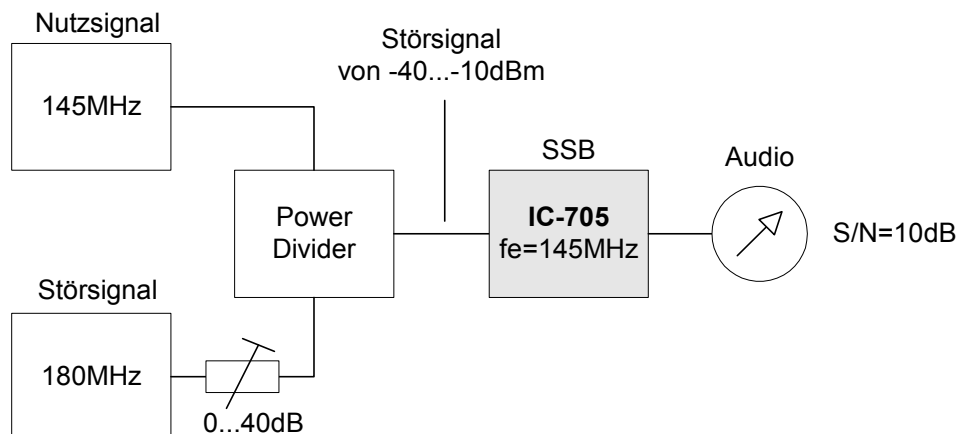 Nutzsignal
145MHz
Störsignal
von -40...-10dBm
SSB
Audio
Power
Divider
IC-705
fe=145MHz
S/N=10dB
Störsignal
180MHz
0...40dB